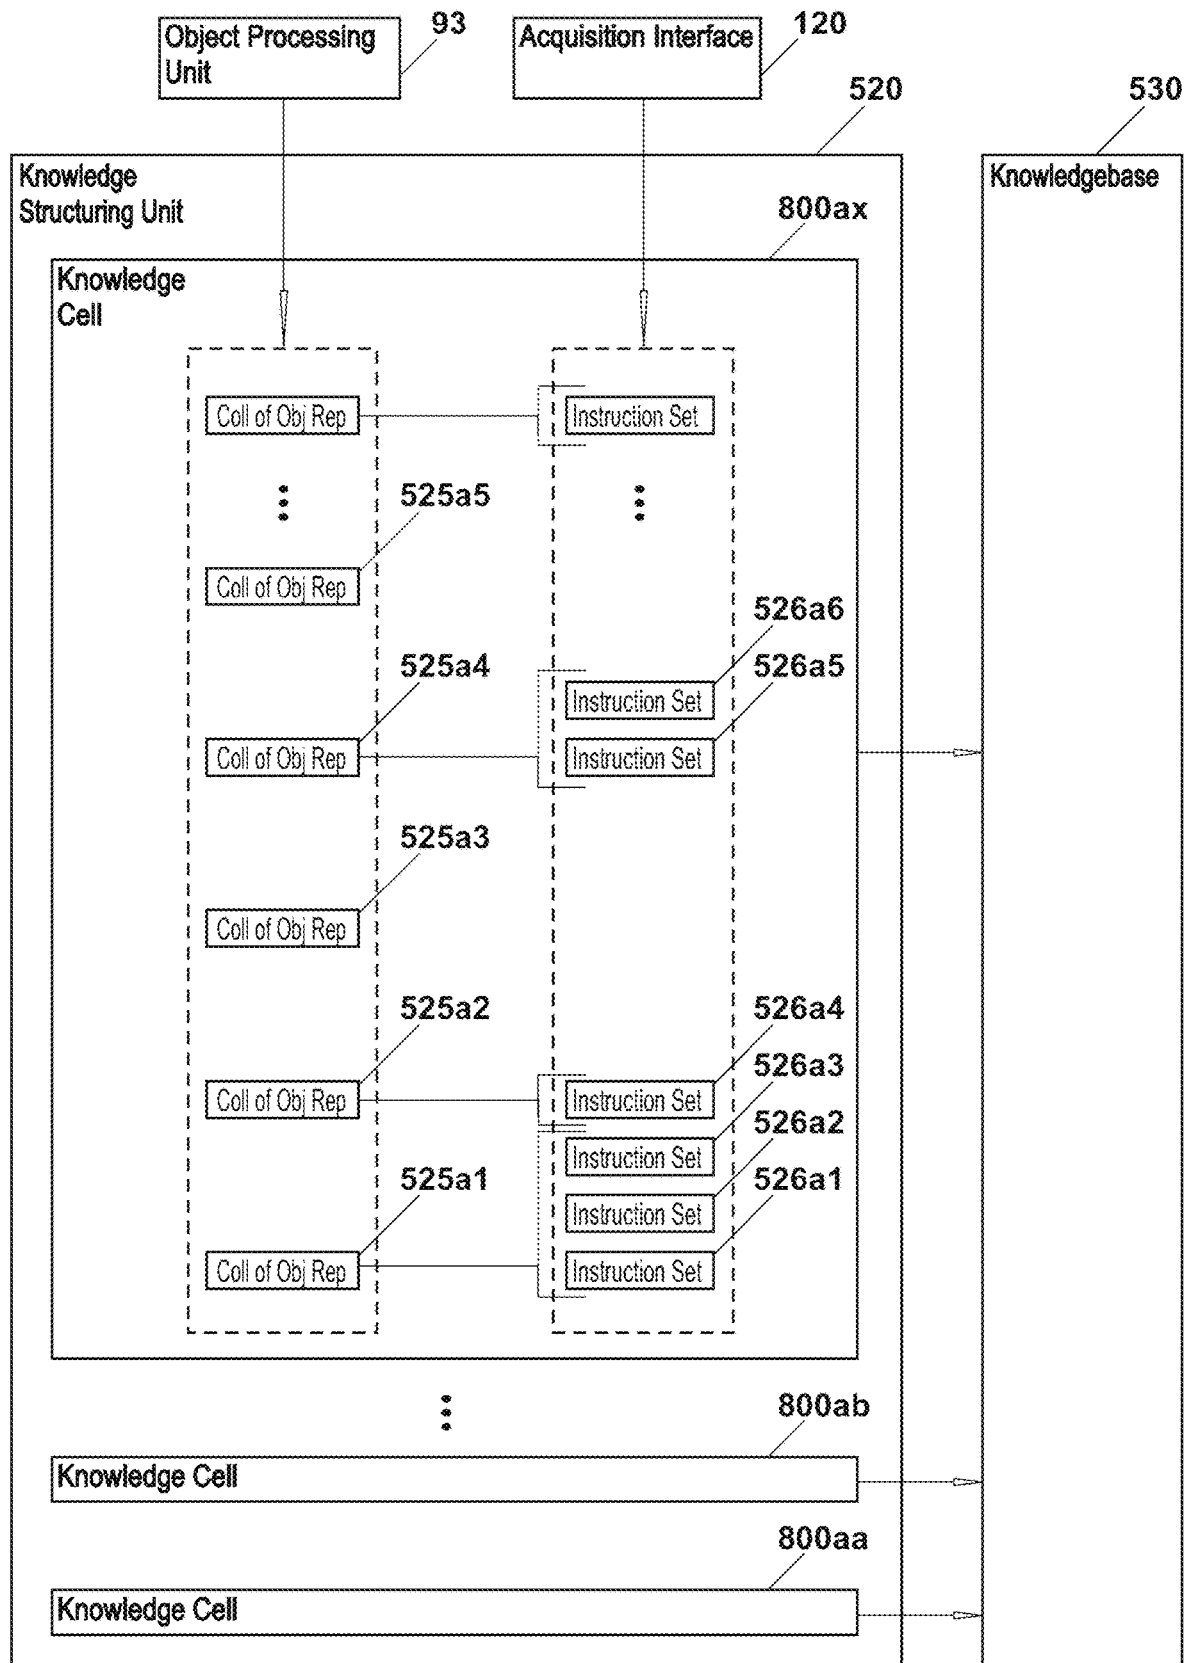 Object Processing
Unit
93
Acquisition Interface
120
520
530
Knowledge
Structuring Unit
Knowledgebase
800ax
Knowledge
Cell
Coll of Obj Rep
Instruction Set
525a5
Coll of Obj Rep
526a6
525a4
526a5
Instruction Set
Coll of Obj Rep
Instruction Set
525a3
Coll of Obj Rep
525a2
526a4
526a3
Coll of Obj Rep
Instruction Set
526a2
Instruction Set
525a1
526a1
Instruction Set
Coll of Obj Rep
Instruction Set
800ab
Knowledge Cell
800aa
Knowledge Cell